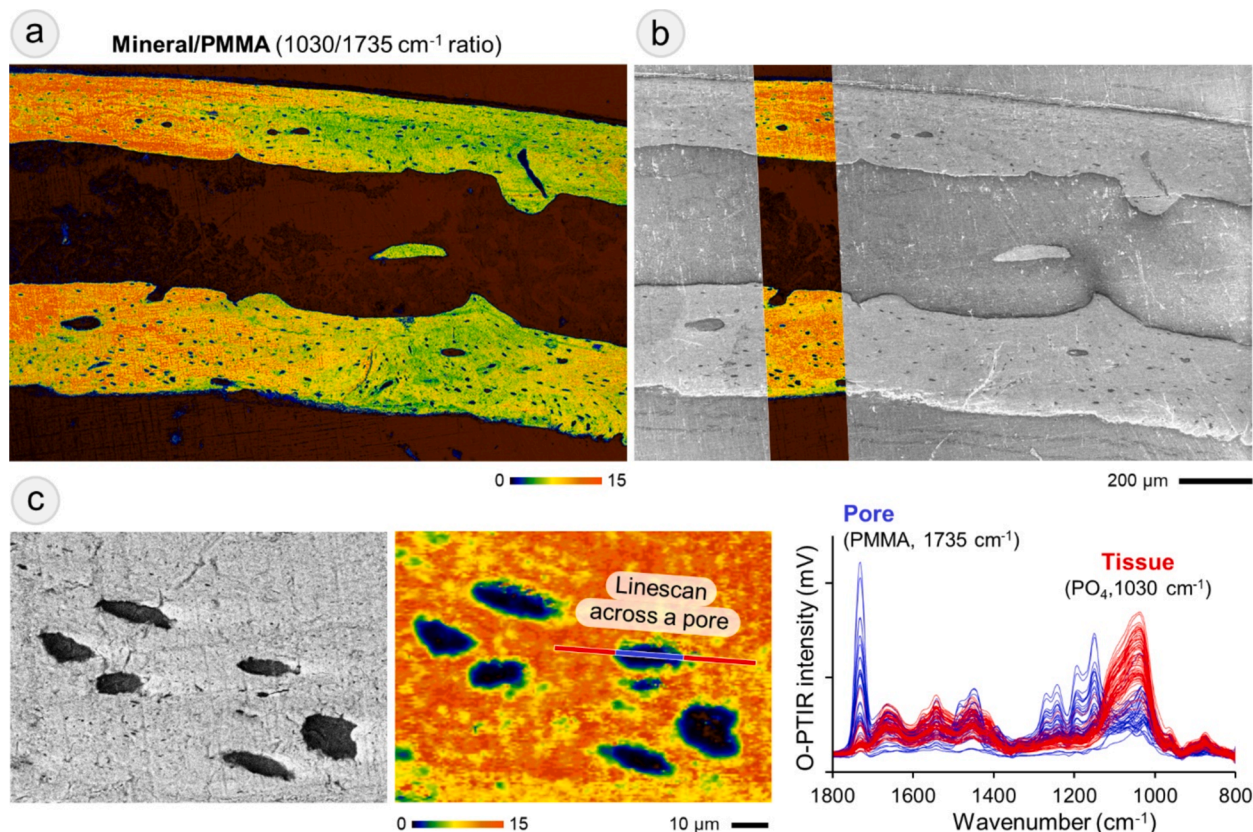 a
Mineral/PMMA (1030/1735 cm⁻¹ ratio)
b
0 15
200 µm
c
Linescan
across a pore
0 15
10 µm
Pore
(PMMA, 1735 cm⁻¹)
Tissue
(PO₄,1030 cm⁻¹)
O-PTIR intensity (mV)
1800 1600 1400 1200 1000 800
Wavenumber (cm⁻¹)